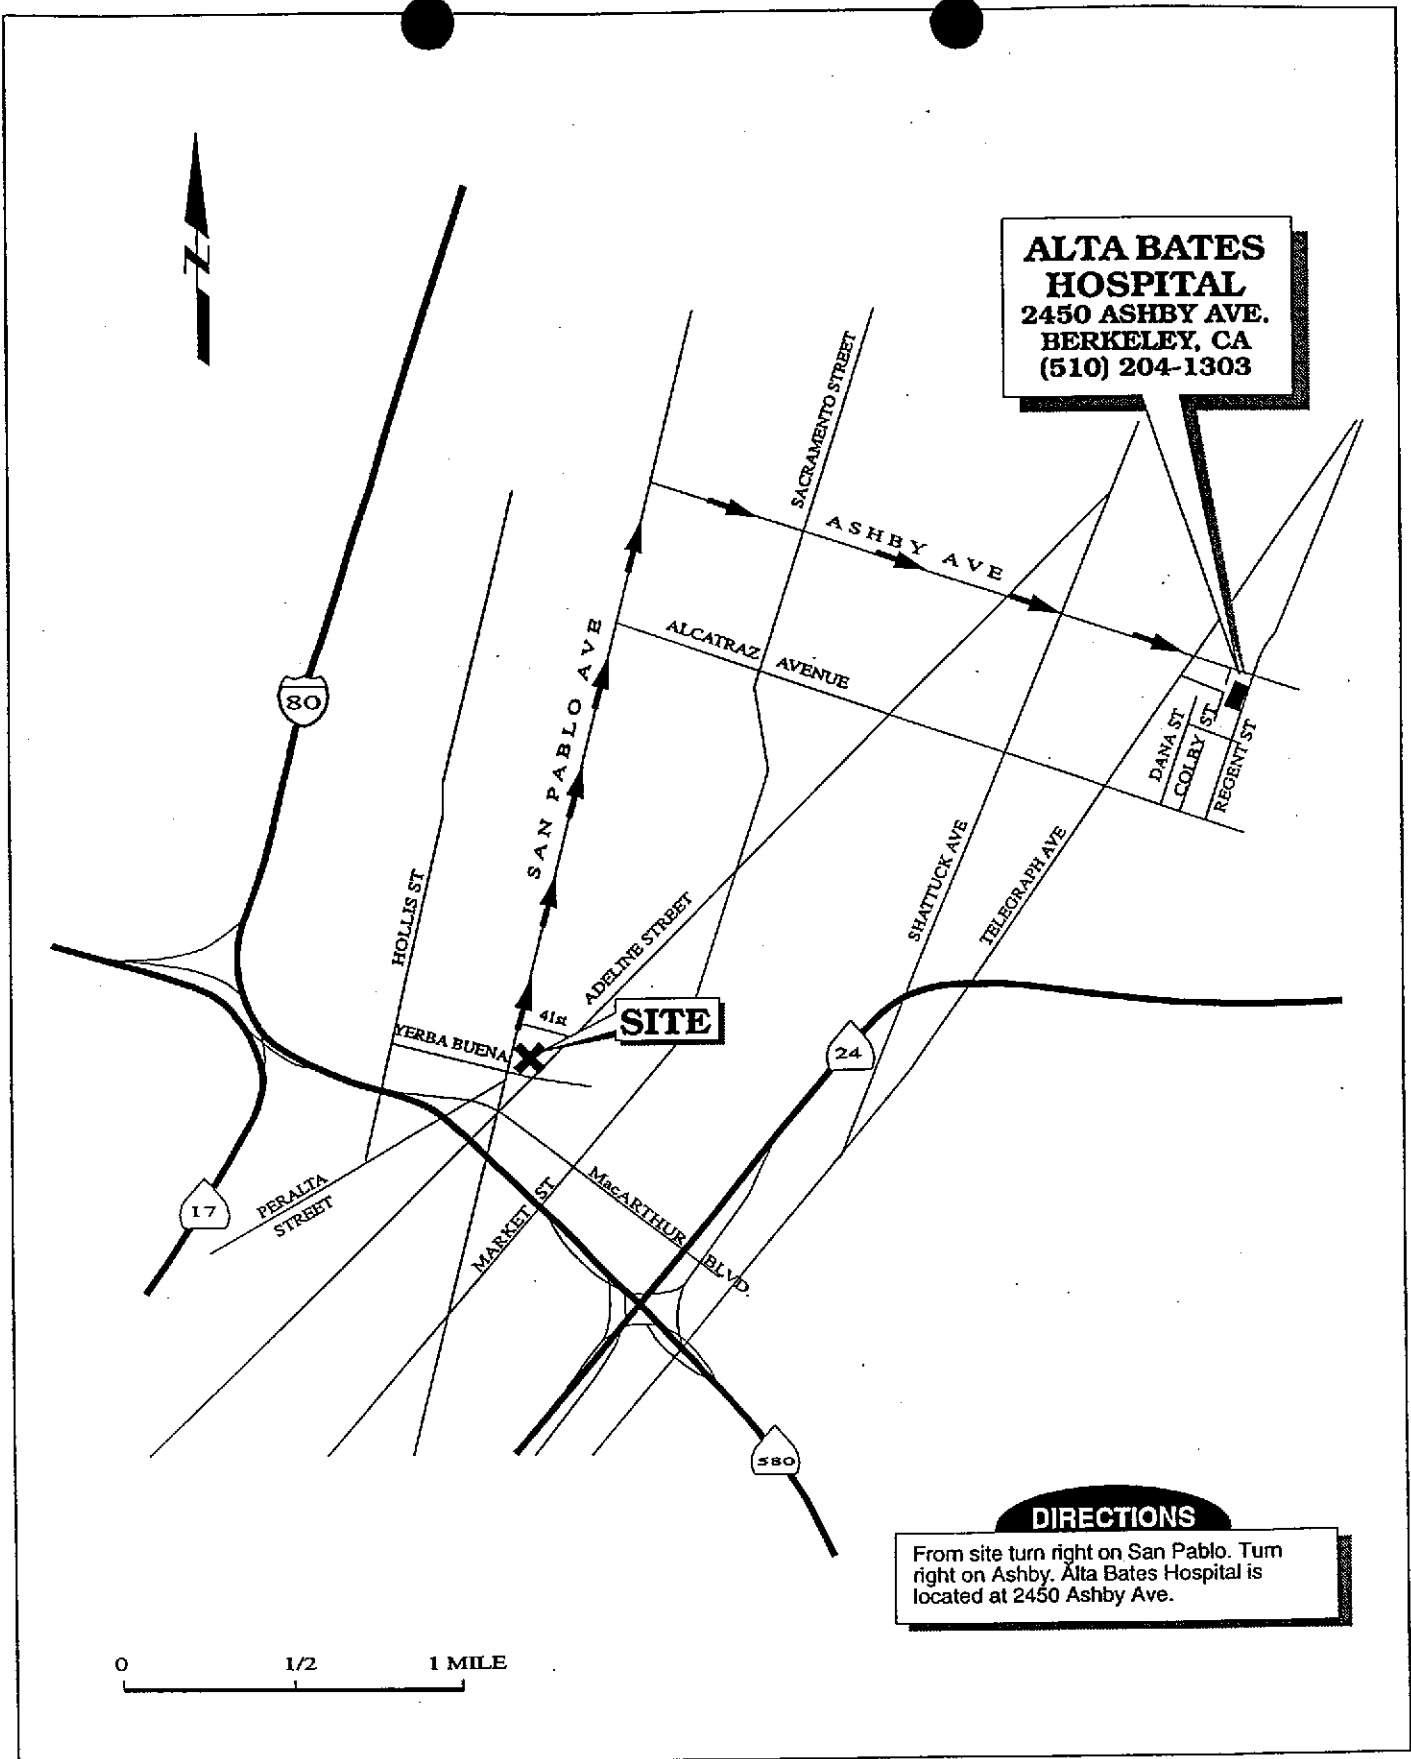 N
ALTA BATES
HOSPITAL
2450 ASHBY AVE.
BERKELEY, CA
(510) 204-1303
SACRAMENTO STREET
ASHBY AVE
ALCATRAZ AVENUE
SAN PABLO AVE
80
DANA ST
COLBY ST
REGENT ST
HOLLIS ST
SHATTUCK AVE
TELEGRAPH AVE
ADELINE STREET
41st
SITE
YERBA BUENA
24
PERALTA
STREET
17
MARKET ST
MacARTHUR BLVD.
580
DIRECTIONS
From site turn right on San Pablo. Turn
right on Ashby. Alta Bates Hospital is
located at 2450 Ashby Ave.
0 1/2 1 MILE